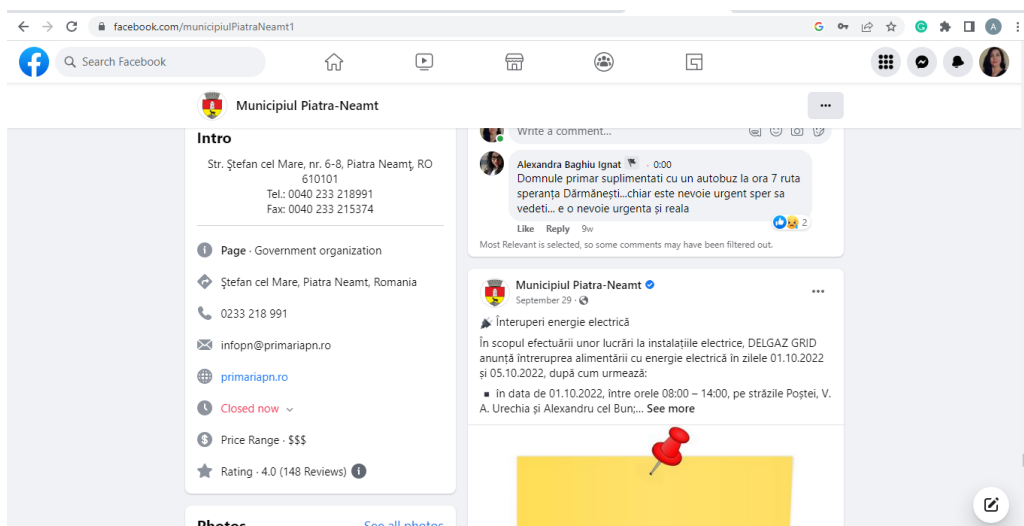 facebook.com/municipiulPiatraNeamt1
A
Search Facebook
Municipiul Piatra-Neamt
Intro
Str. Ştefan cel Mare, nr. 6-8, Piatra Neamţ, RO
610101
Tel.: 0040 233 218991
Fax: 0040 233 215374
Page · Government organization
Ştefan cel Mare, Piatra Neamt, Romania
0233 218 991
infopn@primariapn.ro
primariapn.ro
Closed now
Price Range · $$$
Rating · 4.0 (148 Reviews)
Photos
See all photos
Write a comment...
Alexandra Baghiu Ignat · 0:00
Domnule primar suplimentati cu un autobuz la ora 7 ruta
speranța Dărmănești...chiar este nevoie urgent sper sa
vedeti... e o nevoie urgenta și reala
2
Like Reply 9w
Most Relevant is selected, so some comments may have been filtered out.
Municipiul Piatra-Neamt
September 29 ·
Înteruperi energie electrică
În scopul efectuării unor lucrări la instalațiile electrice, DELGAZ GRID
anunță întreruprea alimentării cu energie electrică în zilele 01.10.2022
și 05.10.2022, după cum urmează:
▪ în data de 01.10.2022, între orele 08:00 – 14:00, pe străzile Poștei, V.
A. Urechia și Alexandru cel Bun;... See more